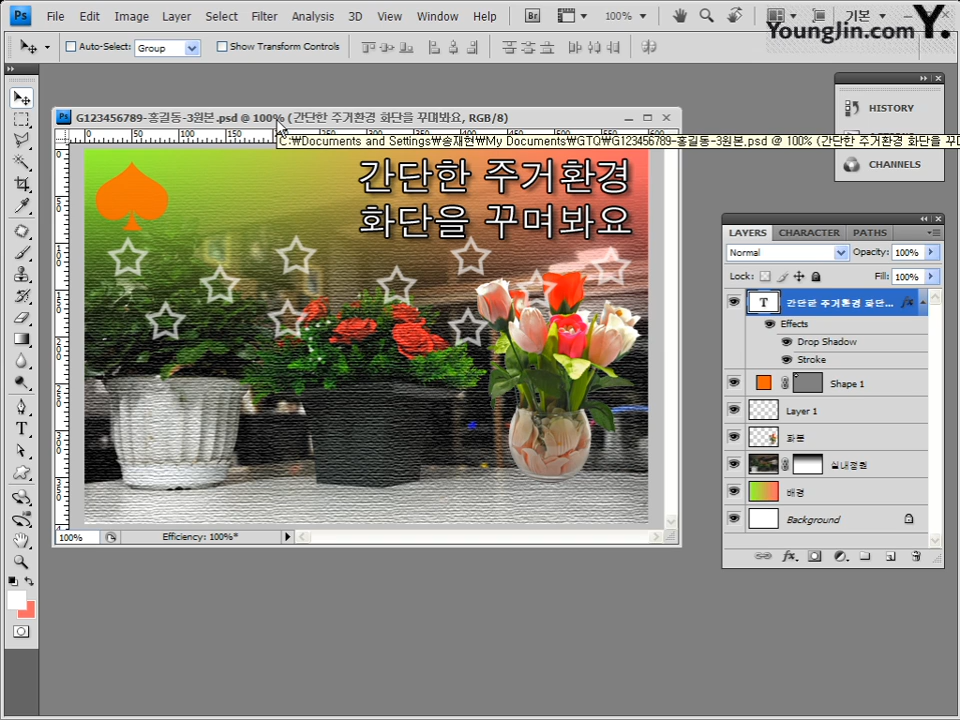 Ps File Edit Image Layer Select Filter Analysis 3D View Window Help Br 100% 기본
YoungJin.com Y.
Auto-Select: Group Show Transform Controls
HISTORY
CHANNELS
Ps G123456789-홍길동-3원본.psd @ 100% (간단한 주거환경 화단을 꾸며봐요, RGB/8)
C:₩Documents and Settings₩송재현₩My Documents₩GTQ₩G123456789-홍길동-3원본.psd @ 100% (간단한 주거환경 화단을 꾸
간단한 주거환경
화단을 꾸며봐요
LAYERS CHARACTER PATHS
Normal Opacity: 100%
Lock: Fill: 100%
T 간단한 주거환경 화단... fx
Effects
Drop Shadow
Stroke
Shape 1
Layer 1
화분
실내정원
배경
Background
100% Efficiency: 100%*